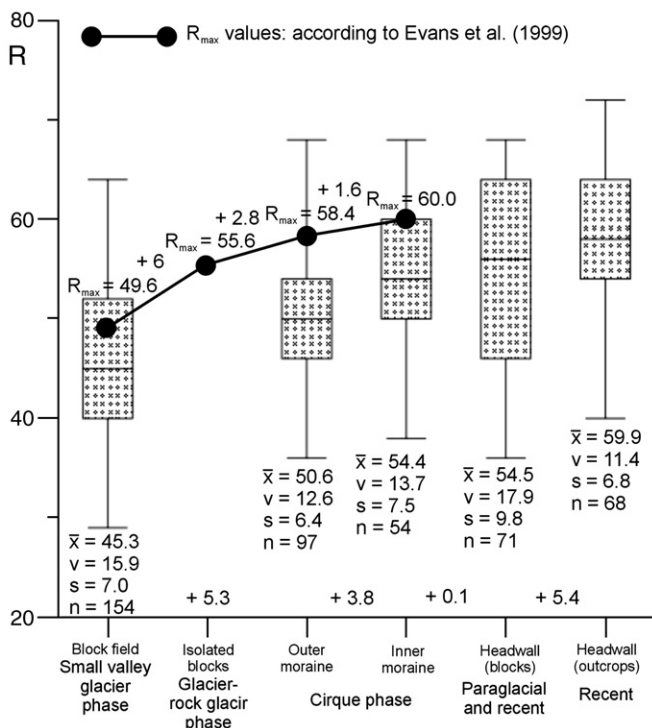 80
R
60
40
20
Rmax values: according to Evans et al. (1999)
Rmax = 49.6
+ 6
Rmax = 55.6
+ 2.8
Rmax = 58.4
+ 1.6
Rmax = 60.0
x̅ = 45.3
v = 15.9
s = 7.0
n = 154
x̅ = 50.6
v = 12.6
s = 6.4
n = 97
x̅ = 54.4
v = 13.7
s = 7.5
n = 54
x̅ = 54.5
v = 17.9
s = 9.8
n = 71
x̅ = 59.9
v = 11.4
s = 6.8
n = 68
+ 5.3
+ 3.8
+ 0.1
+ 5.4
Block field
Small valley
glacier
phase
Isolated
blocks
Glacier-
rock glacir
phase
Outer
moraine
Inner
moraine
Cirque phase
Headwall
(blocks)
Paraglacial
and recent
Headwall
(outcrops)
Recent